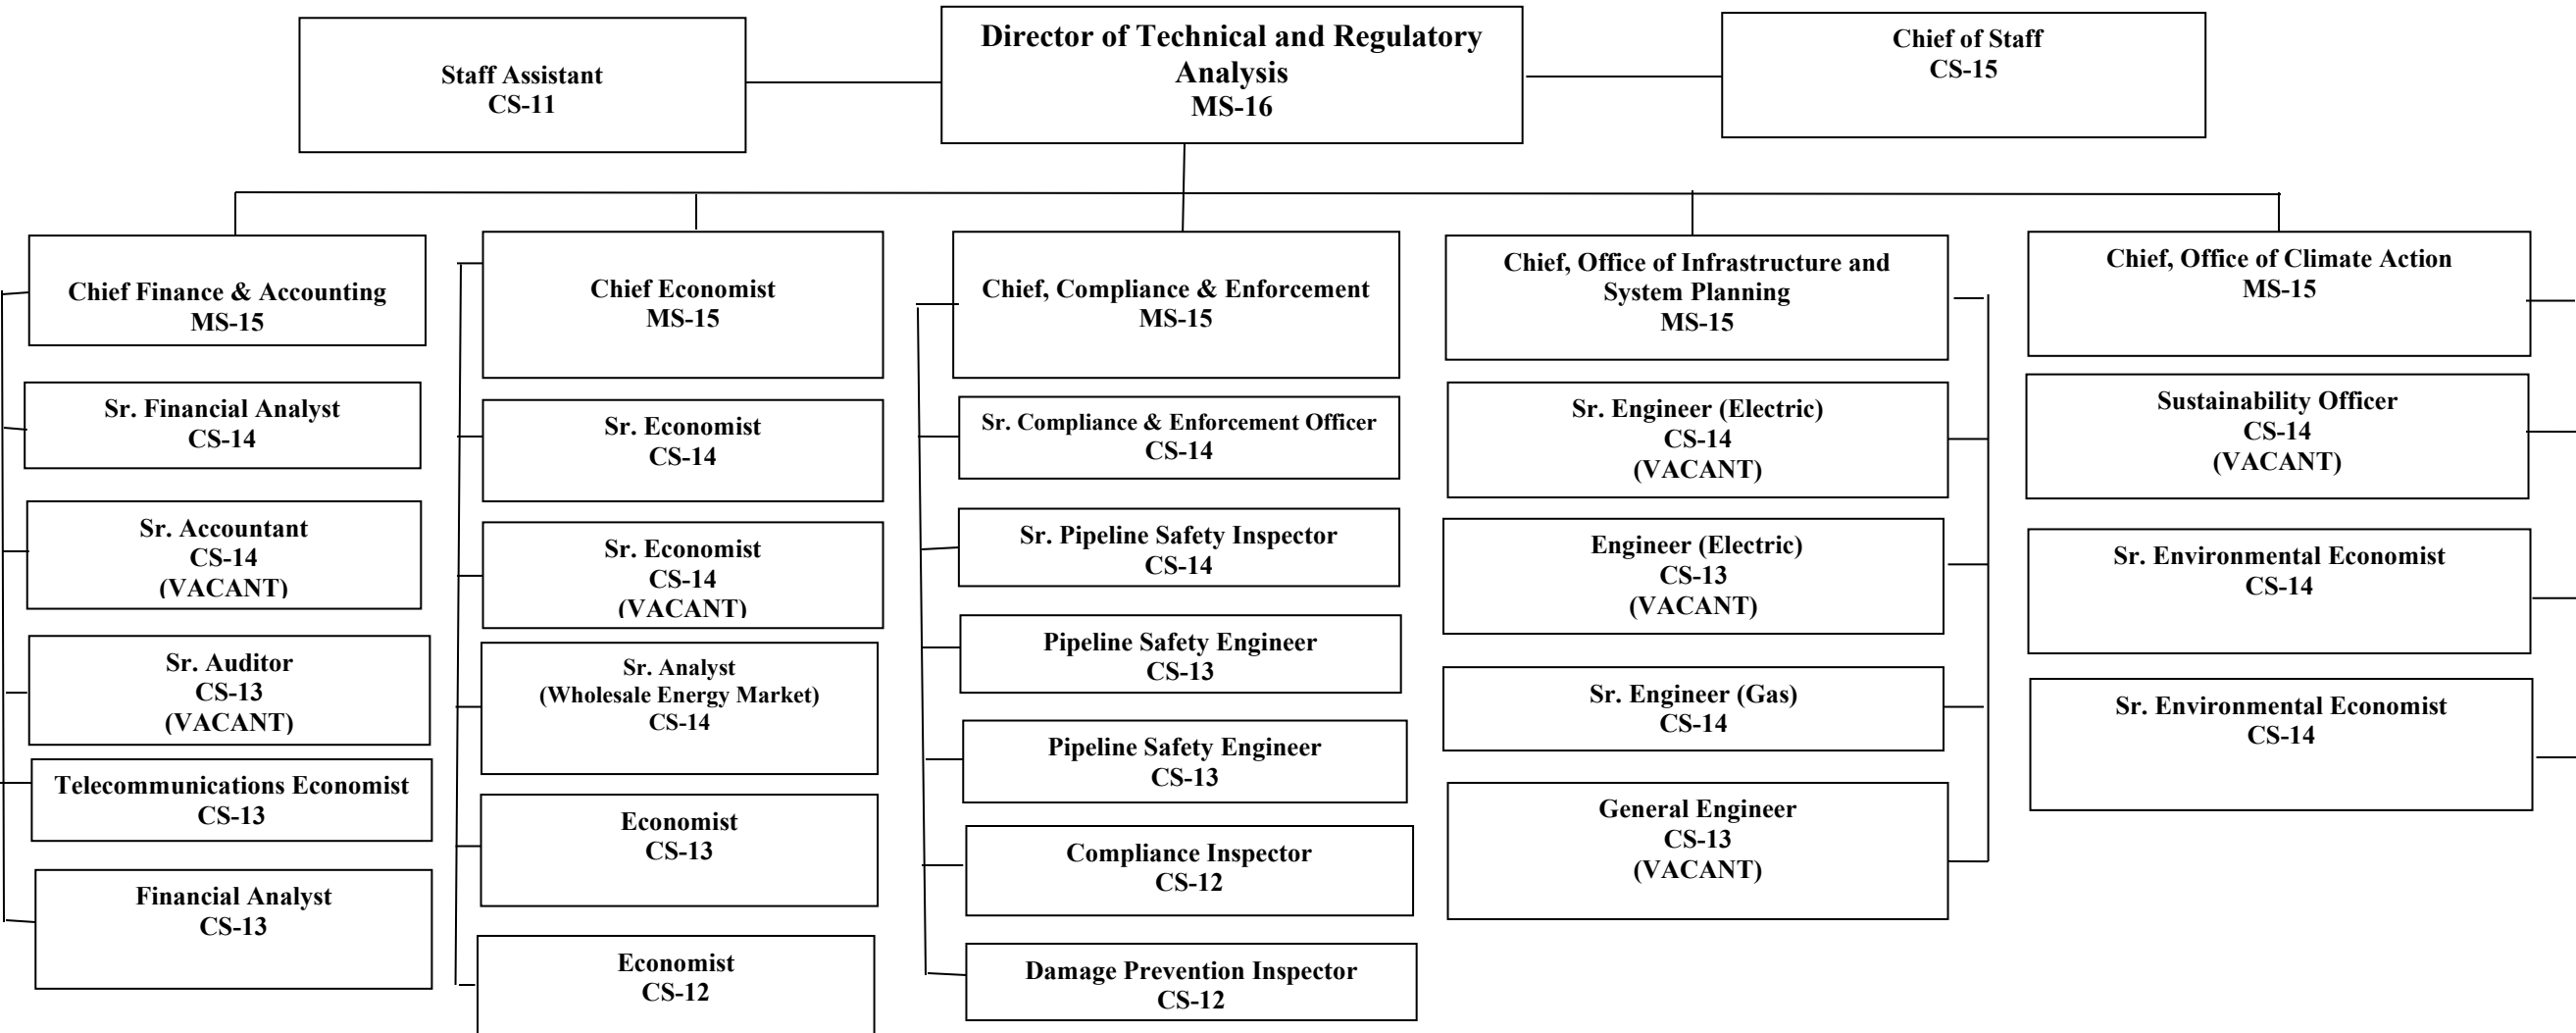 Staff Assistant
CS-11
Director of Technical and Regulatory
Analysis
MS-16
Chief of Staff
CS-15
Chief Finance & Accounting
MS-15
Sr. Financial Analyst
CS-14
Sr. Accountant
CS-14
(VACANT)
Sr. Auditor
CS-13
(VACANT)
Telecommunications Economist
CS-13
Financial Analyst
CS-13
Chief Economist
MS-15
Sr. Economist
CS-14
Sr. Economist
CS-14
(VACANT)
Sr. Analyst
(Wholesale Energy Market)
CS-14
Economist
CS-13
Economist
CS-12
Chief, Compliance & Enforcement
MS-15
Sr. Compliance & Enforcement Officer
CS-14
Sr. Pipeline Safety Inspector
CS-14
Pipeline Safety Engineer
CS-13
Pipeline Safety Engineer
CS-13
Compliance Inspector
CS-12
Damage Prevention Inspector
CS-12
Chief, Office of Infrastructure and
System Planning
MS-15
Sr. Engineer (Electric)
CS-14
(VACANT)
Engineer (Electric)
CS-13
(VACANT)
Sr. Engineer (Gas)
CS-14
General Engineer
CS-13
(VACANT)
Chief, Office of Climate Action
MS-15
Sustainability Officer
CS-14
(VACANT)
Sr. Environmental Economist
CS-14
Sr. Environmental Economist
CS-14